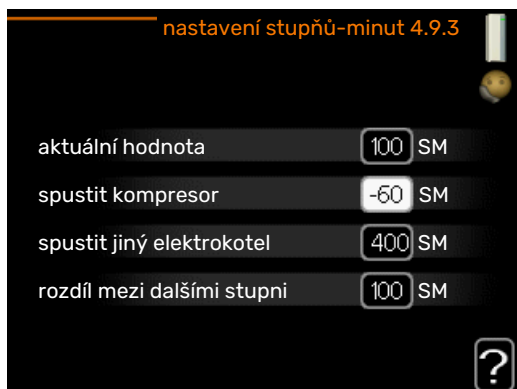 nastavení stupňů-minut 4.9.3
aktuální hodnota 100 SM
spustit kompresor -60 SM
spustit jiný elektrokotel 400 SM
rozdíl mezi dalšími stupni 100 SM
?